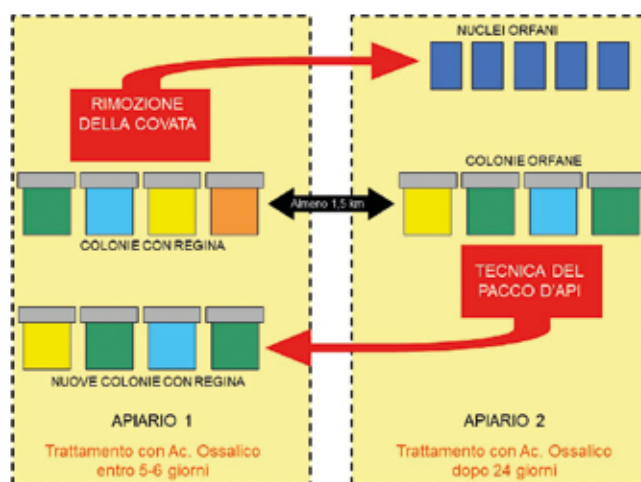 NUCLEI ORFANI
RIMOZIONE
DELLA COVATA
COLONIE ORFANE
Almeno 1,5 km
COLONIE CON REGINA
TECNICA DEL
PACCO D'API
NUOVE COLONIE CON REGINA
APIARIO 1
Trattamento con Ac. Ossalico
entro 5-6 giorni
APIARIO 2
Trattamento con Ac. Ossalico
dopo 24 giorni